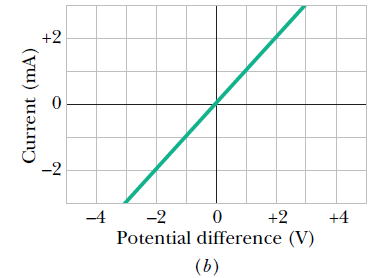 Current (mA)
+2
0
−2
−4 −2 0 +2 +4
Potential difference (V)
(b)